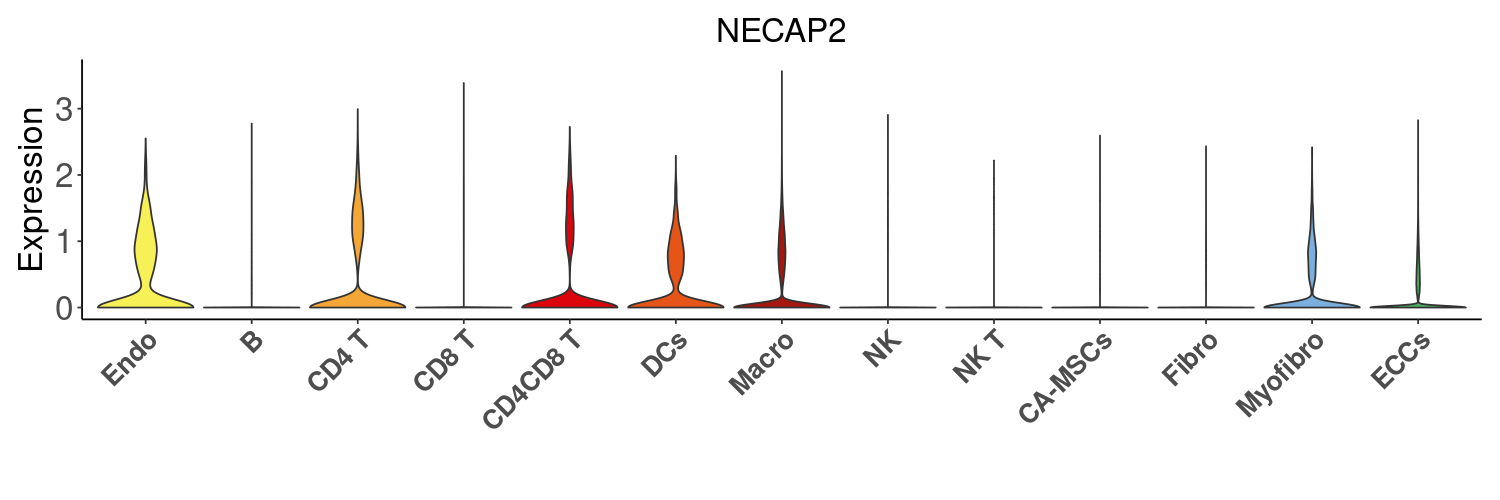 NECAP2
Expression
3
2
1
0
Endo
B
CD4 T
CD8 T
CD4CD8 T
DCs
Macro
NK
NK T
CA-MSCs
Fibro
Myofibro
ECCs